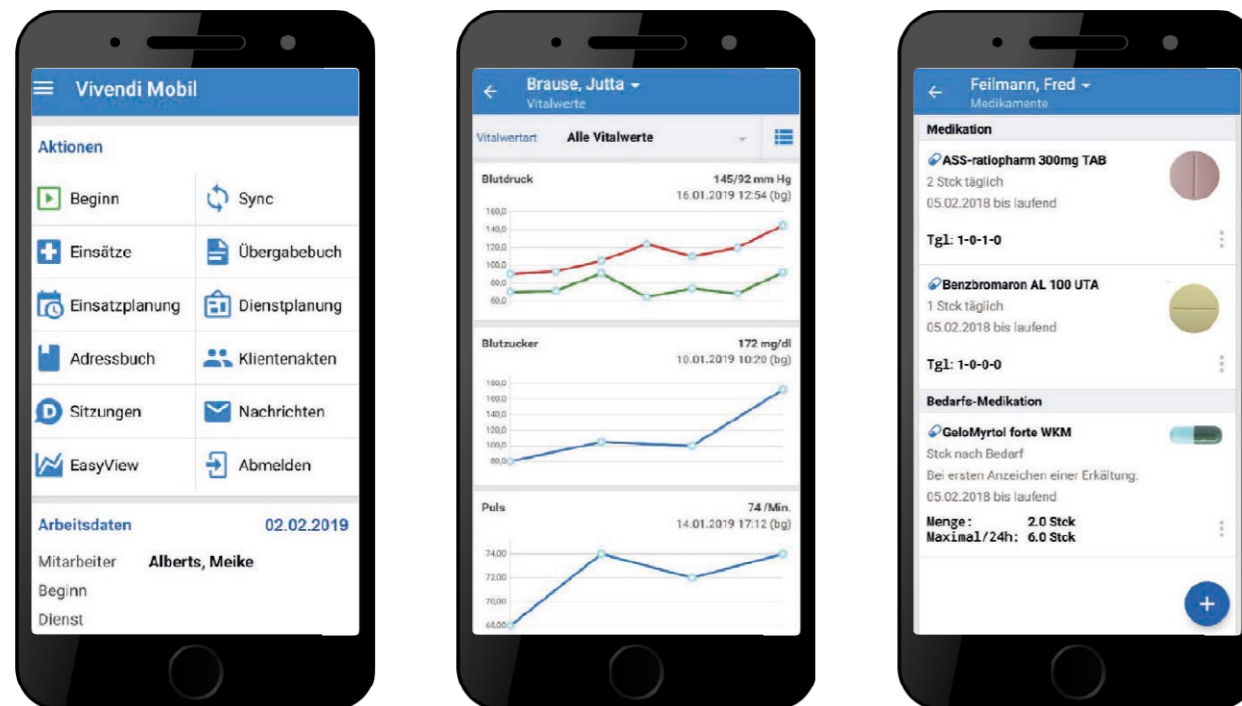 Vivendi Mobil
Aktionen
Beginn
Sync
Einsätze
Übergabebuch
Einsatzplanung
Dienstplanung
Adressbuch
Klientenakten
Sitzungen
Nachrichten
EasyView
Abmelden
Arbeitsdaten 02.02.2019
Mitarbeiter Alberts, Meike
Beginn
Dienst
Brause, Jutta
Vitalwerte
Vitalwertart Alle Vitalwerte
Blutdruck 145/92 mm Hg
16.01.2019 12:54 (bg)
160,0
140,0
120,0
100,0
80,0
60,0
Blutzucker 172 mg/dl
10.01.2019 10:20 (bg)
180,0
160,0
140,0
120,0
100,0
80,0
Puls 74 /Min.
14.01.2019 17:12 (bg)
74,00
72,00
70,00
68,00
Feilmann, Fred
Medikamente
Medikation
ASS-ratiopharm 300mg TAB
2 Stck täglich
05.02.2018 bis laufend
Tgl: 1-0-1-0
Benzbromaron AL 100 UTA
1 Stck täglich
05.02.2018 bis laufend
Tgl: 1-0-0-0
Bedarfs-Medikation
GeloMyrtol forte WKM
Stck nach Bedarf
Bei ersten Anzeichen einer Erkältung.
05.02.2018 bis laufend
Menge: 2.0 Stck
Maximal/24h: 6.0 Stck